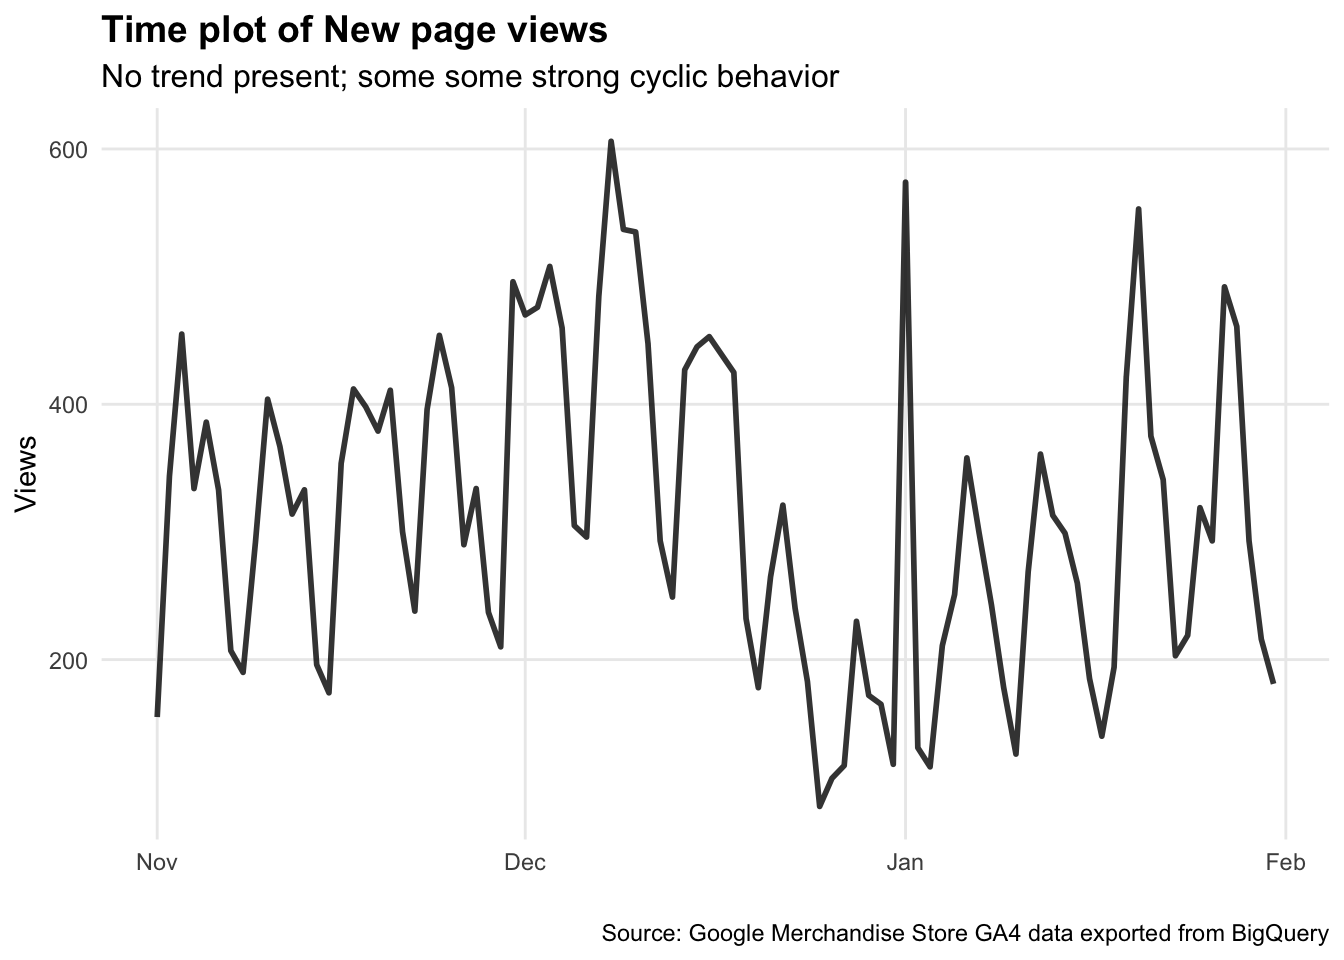 Time plot of New page views
No trend present; some some strong cyclic behavior
600
400
200
Views
Nov Dec Jan Feb
Source: Google Merchandise Store GA4 data exported from BigQuery